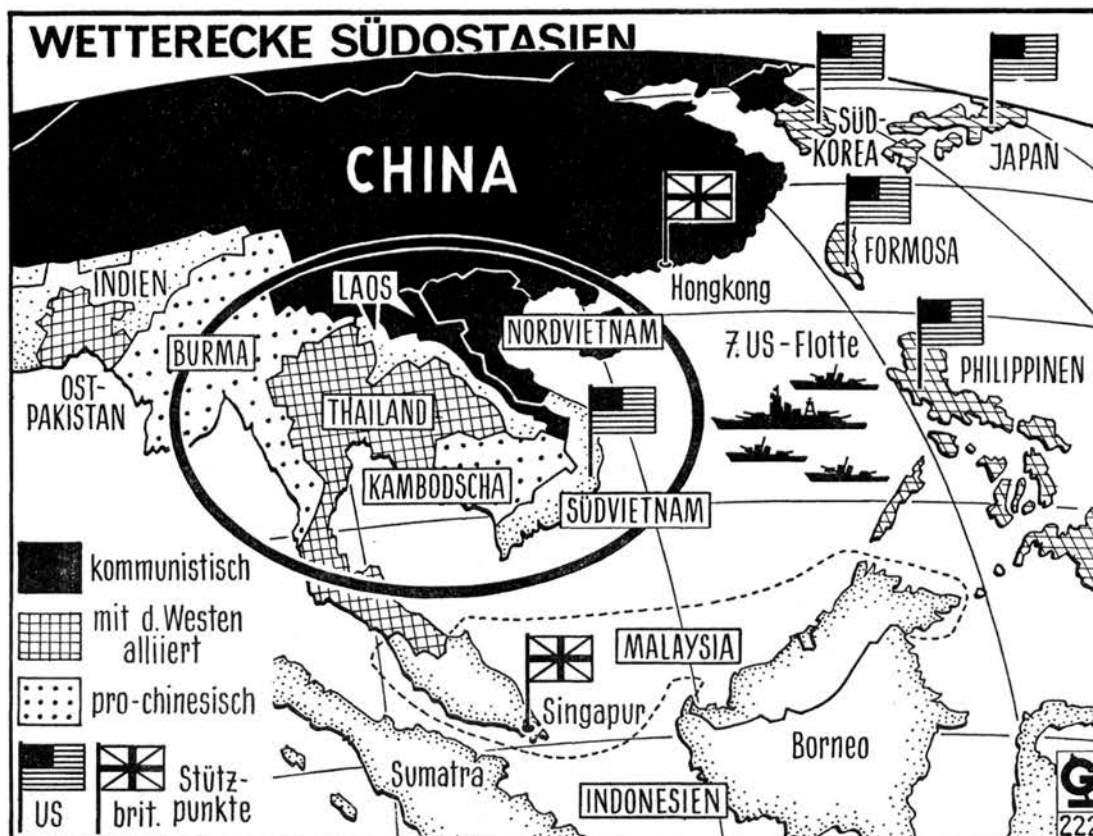 WETTERECKE SÜDOSTASIEN
CHINA
SÜD-
KOREA
JAPAN
FORMOSA
Hongkong
INDIEN
LAOS
NORDVIETNAM
7. US-Flotte
BURMA
PHILIPPINEN
OST-
PAKISTAN
THAILAND
KAMBODSCHA
SÜDVIETNAM
kommunistisch
mit d. Westen
alliiert
pro-chinesisch
US
brit.
Stütz-
punkte
MALAYSIA
Singapur
Borneo
Sumatra
INDONESIEN
G
222